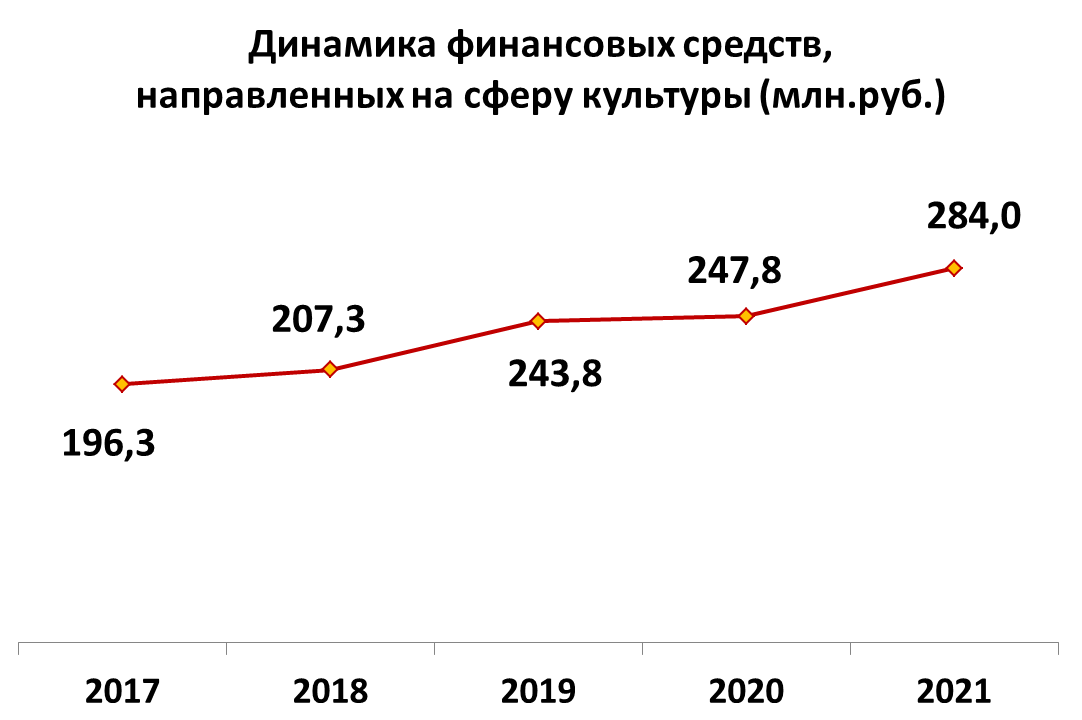 Динамика финансовых средств,
направленных на сферу культуры (млн.руб.)
284,0
247,8
207,3
243,8
196,3
2017 2018 2019 2020 2021